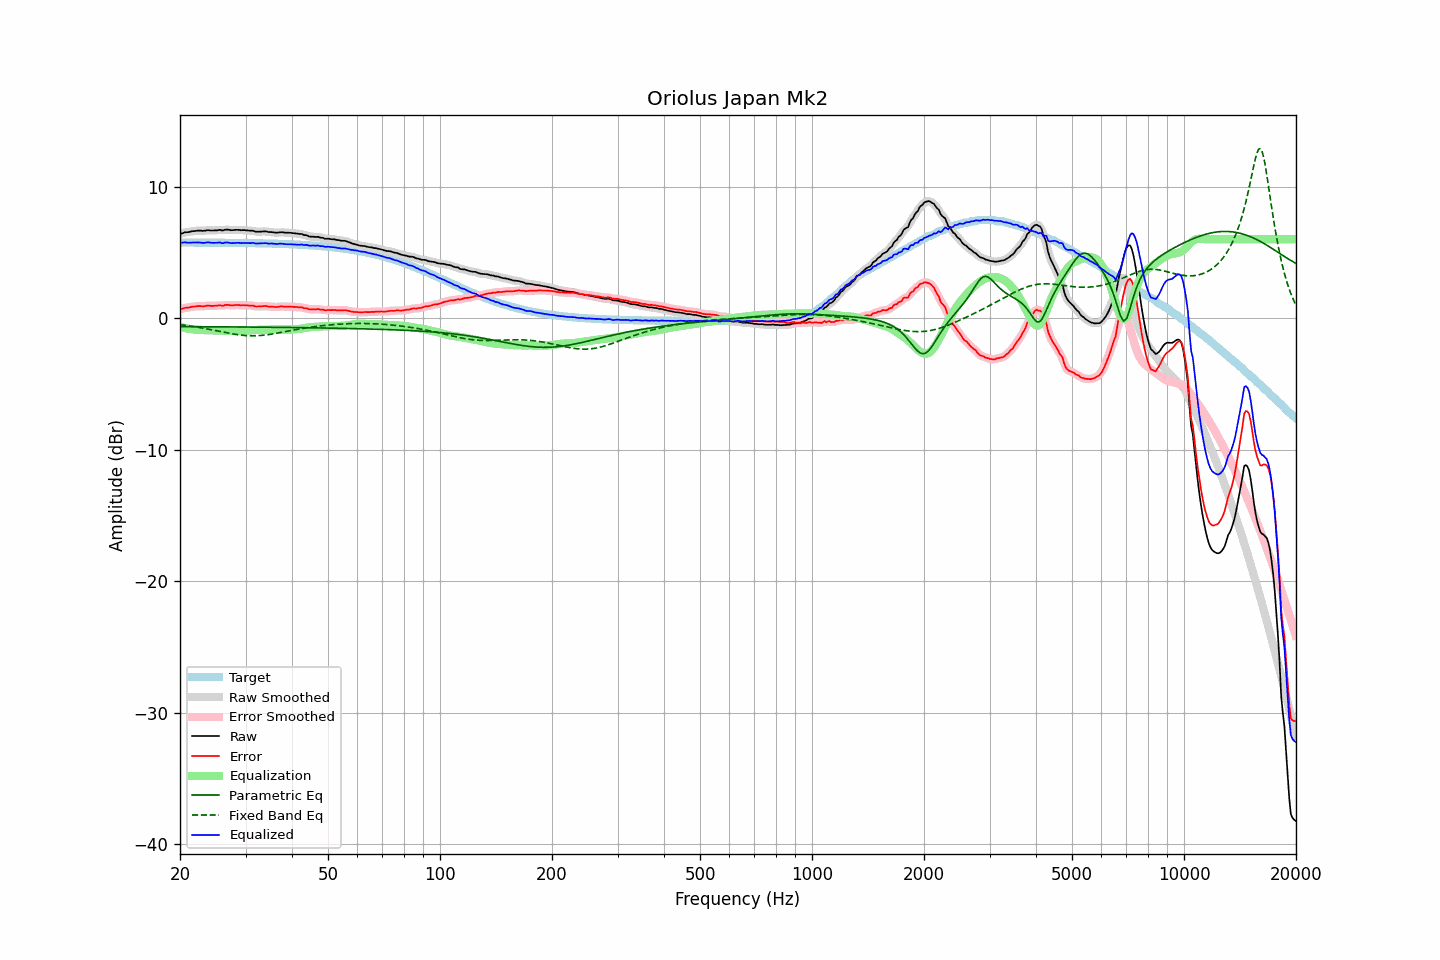 Oriolus Japan Mk2
Amplitude (dBr)
10
0
−10
−20
−30
−40
Target
Raw Smoothed
Error Smoothed
Raw
Error
Equalization
Parametric Eq
Fixed Band Eq
Equalized
20 50 100 200 500 1000 2000 5000 10000 20000
Frequency (Hz)